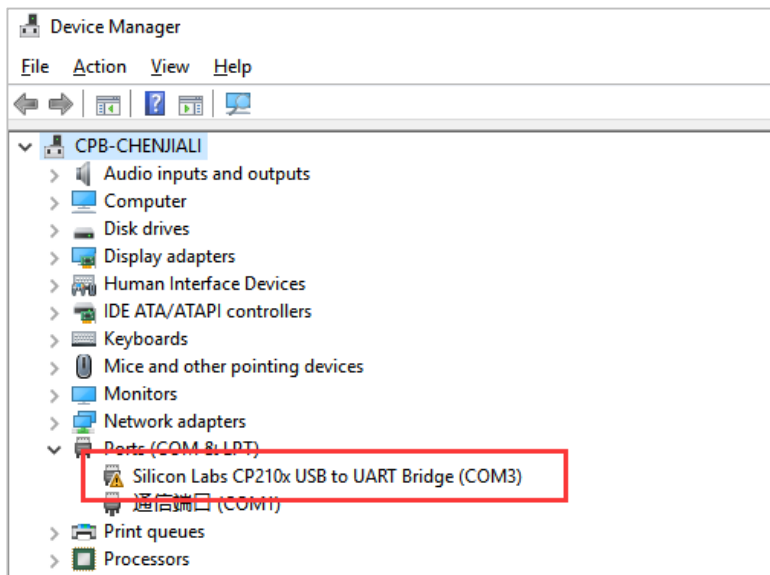 Device Manager
File Action View Help
CPB-CHENJIALI
Audio inputs and outputs
Computer
Disk drives
Display adapters
Human Interface Devices
IDE ATA/ATAPI controllers
Keyboards
Mice and other pointing devices
Monitors
Network adapters
Ports (COM & LPT)
Silicon Labs CP210x USB to UART Bridge (COM3)
通信端口 (COM1)
Print queues
Processors